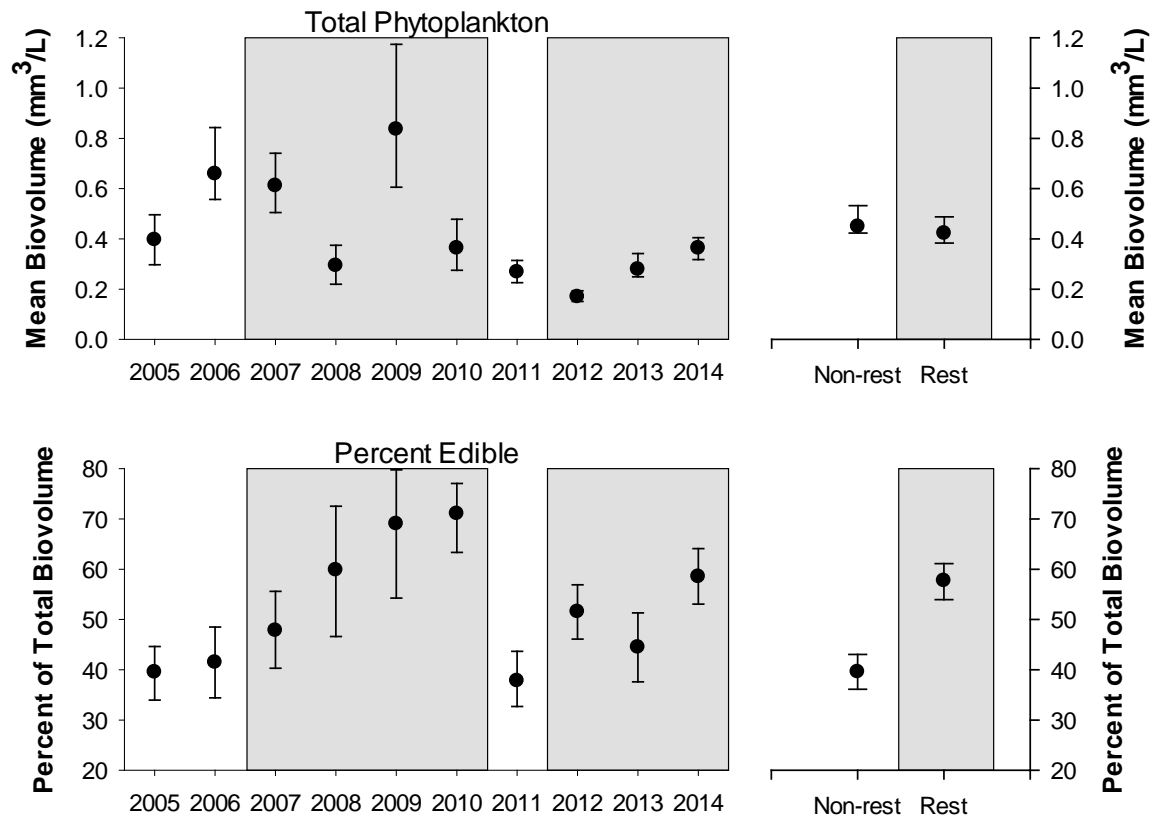 Total Phytoplankton
Mean Biovolume (mm³/L)
1.2
1.0
0.8
0.6
0.4
0.2
0.0
2005 2006 2007 2008 2009 2010 2011 2012 2013 2014
Non-rest Rest
1.2
1.0
0.8
0.6
0.4
0.2
0.0
Mean Biovolume (mm³/L)
Percent Edible
Percent of Total Biovolume
80
70
60
50
40
30
20
2005 2006 2007 2008 2009 2010 2011 2012 2013 2014
Non-rest Rest
80
70
60
50
40
30
20
Percent of Total Biovolume